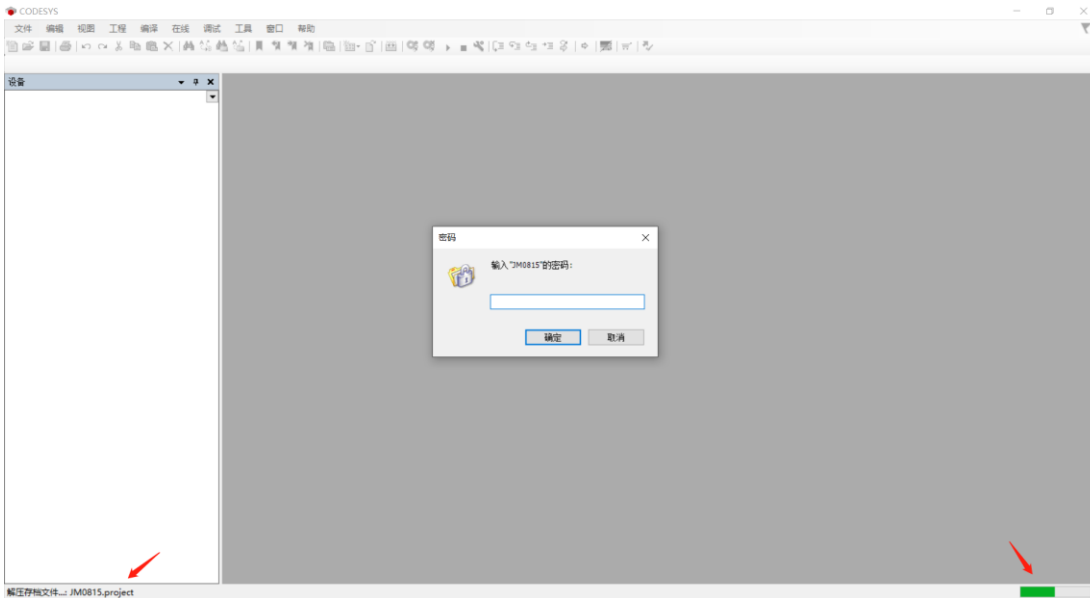 CODESYS
文件 编辑 视图 工程 编译 在线 调试 工具 窗口 帮助
设备
密码
输入"JM0815"的密码:
确定 取消
解压存档文件...: JM0815.project